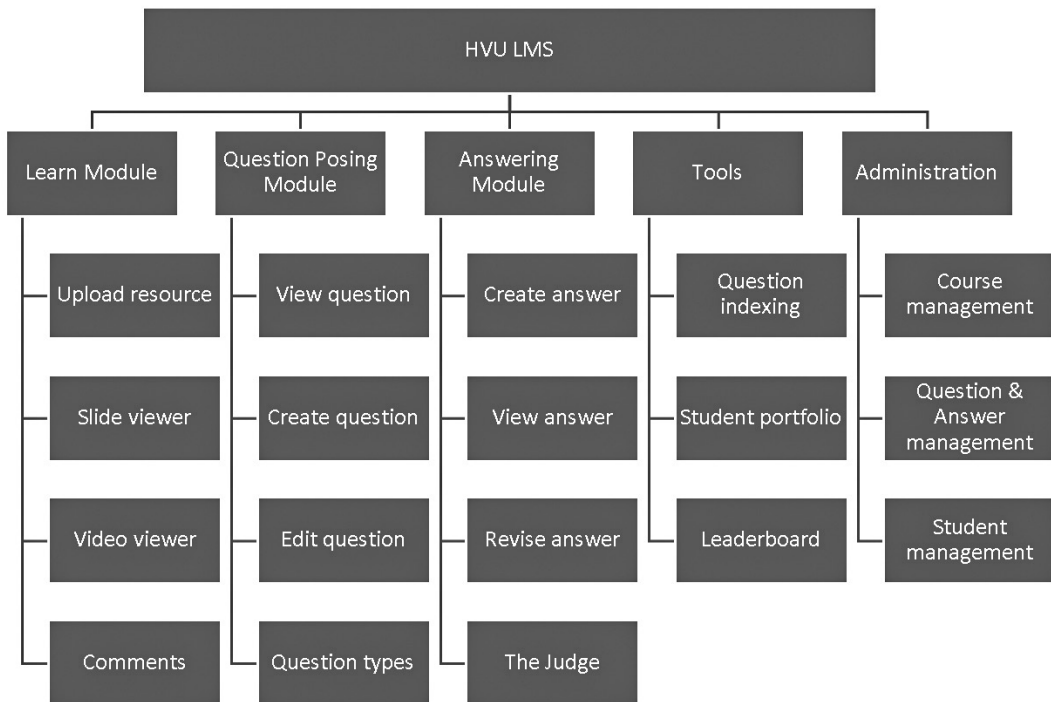 HVU LMS
Learn Module
Question Posing
Module
Answering
Module
Tools
Administration
Upload resource
View question
Create answer
Question
indexing
Course
management
Slide viewer
Create question
View answer
Student portfolio
Question &
Answer
management
Video viewer
Edit question
Revise answer
Leaderboard
Student
management
Comments
Question types
The Judge